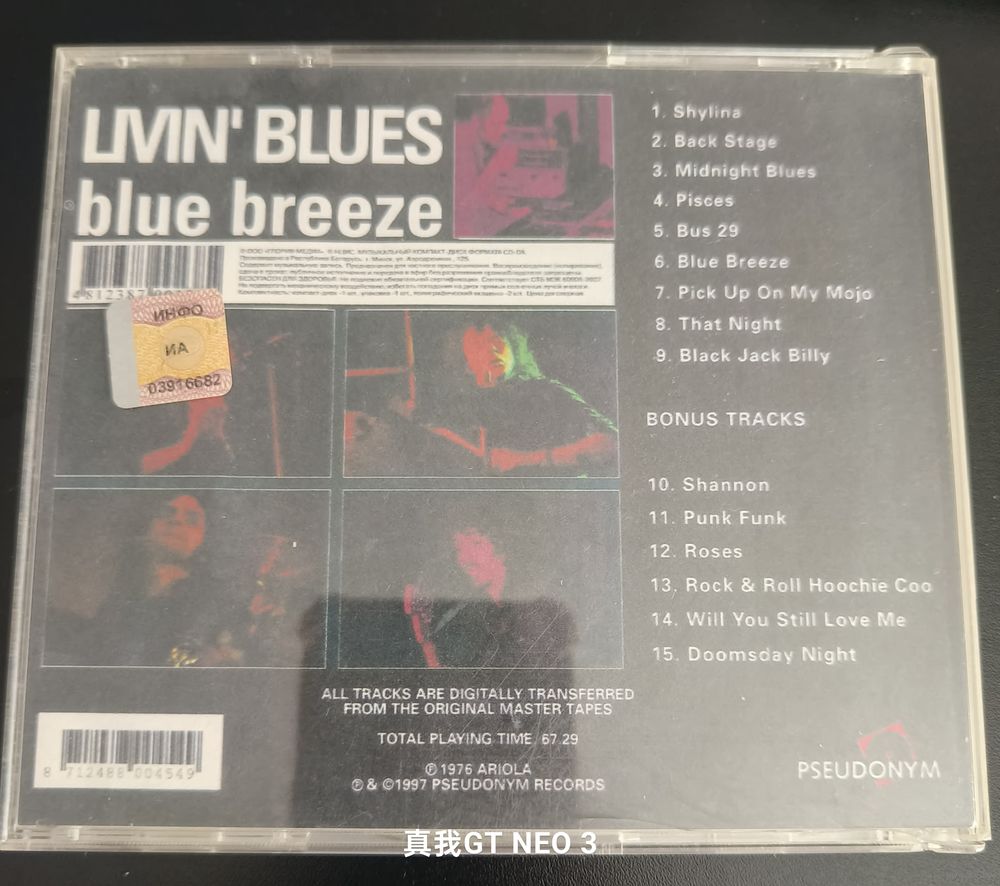 LIVIN' BLUES
blue breeze
ИНФО
ИА
03916682
1. Shylina
2. Back Stage
3. Midnight Blues
4. Pisces
5. Bus 29
6. Blue Breeze
7. Pick Up On My Mojo
8. That Night
9. Black Jack Billy
BONUS TRACKS
10. Shannon
11. Punk Funk
12. Roses
13. Rock & Roll Hoochie Coo
14. Will You Still Love Me
15. Doomsday Night
ALL TRACKS ARE DIGITALLY TRANSFERRED
FROM THE ORIGINAL MASTER TAPES
TOTAL PLAYING TIME 67.29
℗ 1976 ARIOLA
℗ & ©1997 PSEUDONYM RECORDS
8 712488 004549
PSEUDONYM
真我GT NEO 3